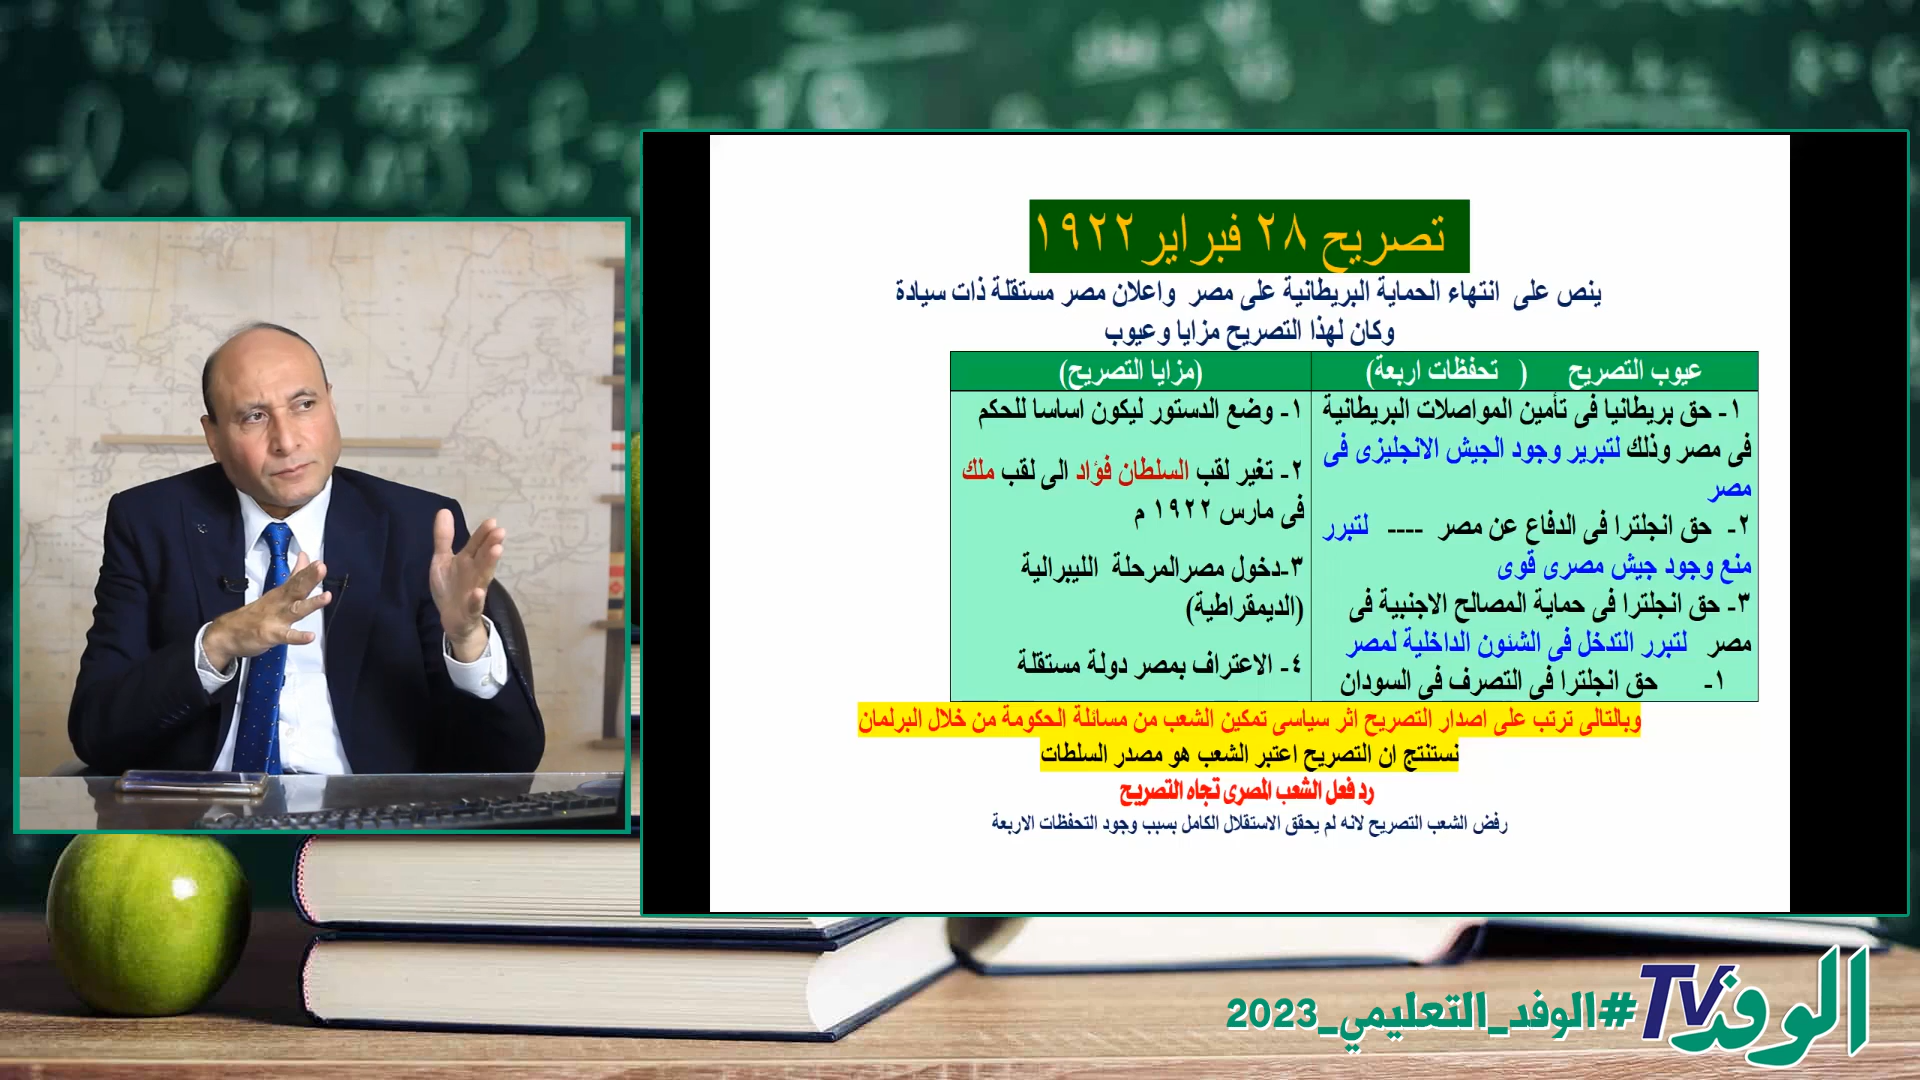 تصريح ٢٨ فبراير ١٩٢٢
ينص على انتهاء الحماية البريطانية على مصر واعلان مصر مستقلة ذات سيادة
وكان لهذا التصريح مزايا وعيوب
عيوب التصريح ( تحفظات اربعة)
١- حق بريطانيا فى تأمين المواصلات البريطانية
فى مصر وذلك لتبرير وجود الجيش الانجليزى فى
مصر
٢- حق انجلترا فى الدفاع عن مصر ---- لتبرر
منع وجود جيش مصرى قوى
٣- حق انجلترا فى حماية المصالح الاجنبية فى
مصر لتبرر التدخل فى الشئون الداخلية لمصر
١- حق انجلترا فى التصرف فى السودان
(مزايا التصريح)
١- وضع الدستور ليكون اساسا للحكم
٢- تغير لقب السلطان فؤاد الى لقب ملك
فى مارس ١٩٢٢ م
٣-دخول مصرالمرحلة الليبرالية
(الديمقراطية)
٤- الاعتراف بمصر دولة مستقلة
وبالتالى ترتب على اصدار التصريح اثر سياسى تمكين الشعب من مسائلة الحكومة من خلال البرلمان
نستنتج ان التصريح اعتبر الشعب هو مصدر السلطات
رد فعل الشعب المصرى تجاه التصريح
رفض الشعب التصريح لانه لم يحقق الاستقلال الكامل بسبب وجود التحفظات الاربعة
الوفد TV
#الوفد_التعليمي_2023